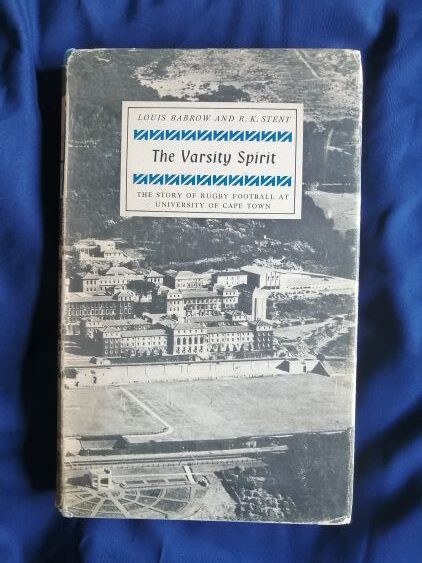 LOUIS BABROW AND R. K. STENT
The Varsity Spirit
THE STORY OF RUGBY FOOTBALL AT
UNIVERSITY OF CAPE TOWN